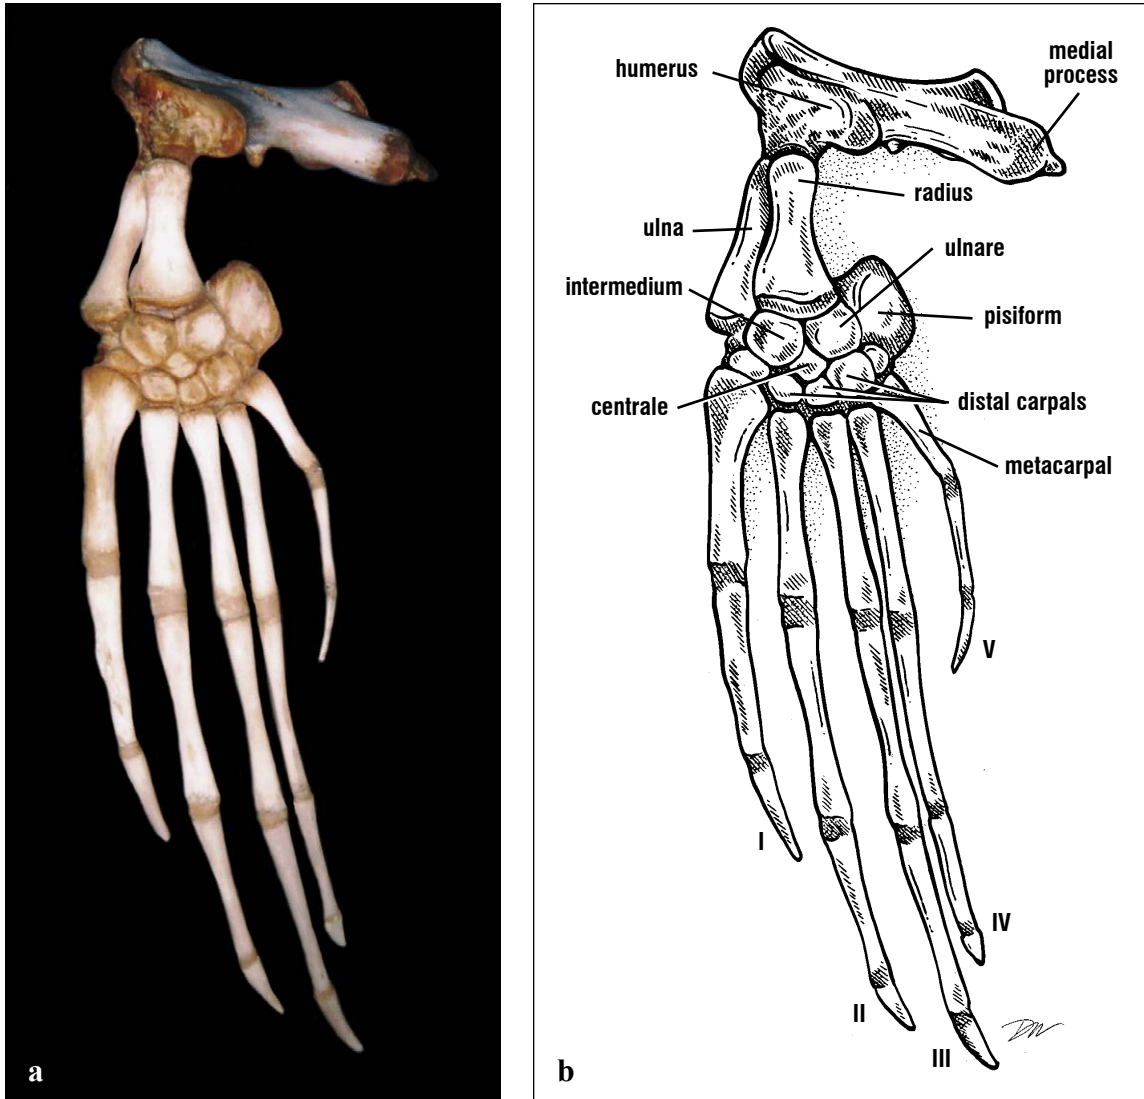 medial
process
humerus
radius
ulna
ulnare
intermedium
pisiform
centrale
distal carpals
metacarpal
V
I
IV
II
III
a
b